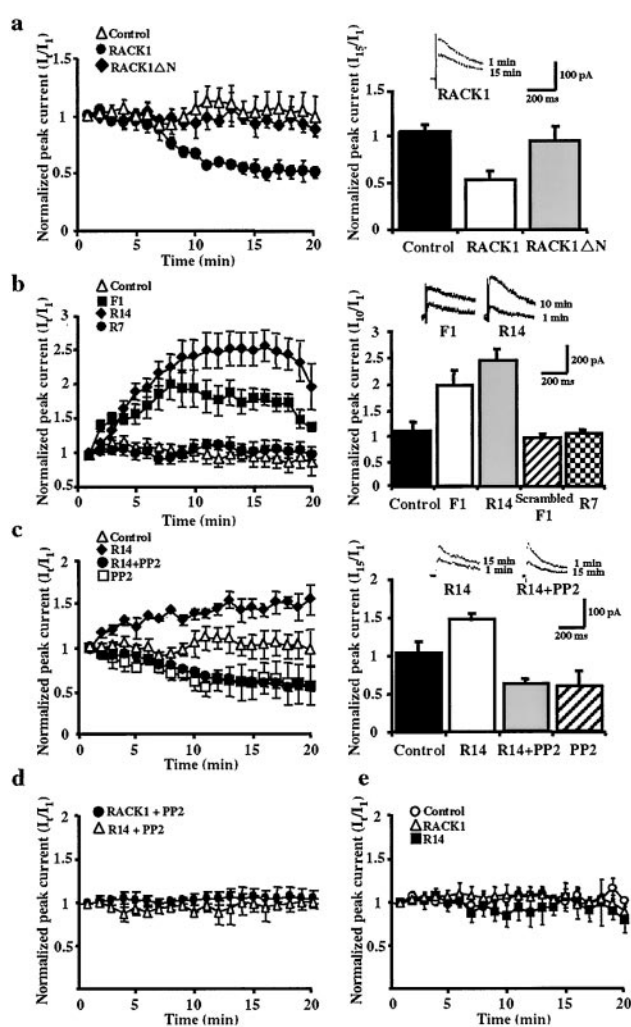 a
Normalized peak current (It/I1)
1.5
1
0.5
0
0 5 10 15 20
Time (min)
△ Control
● RACK1
◆ RACK1△N
Normalized peak current (I15/I1)
1.5
1
0.5
0
1 min
15 min
RACK1
100 pA
200 ms
Control RACK1 RACK1△N
b
Normalized peak current (It/I1)
3
2.5
2
1.5
1
0.5
0 5 10 15 20
Time (min)
△ Control
■ F1
◆ R14
● R7
Normalized peak current (I10/I1)
3
2.5
2
1.5
1
0.5
0
F1 R14
10 min
1 min
200 pA
200 ms
Control F1 R14 Scrambled F1 R7
c
Normalized peak current (It/I1)
2
1.5
1
0.5
0
0 5 10 15 20
Time (min)
△ Control
◆ R14
● R14+PP2
□ PP2
Normalized peak current (I15/I1)
2
1.5
1
0.5
0
15 min
1 min
R14
1 min
15 min
R14+PP2
100 pA
200 ms
Control R14 R14+PP2 PP2
d
Normalized peak current (It/I1)
2
1.5
1
0.5
0 5 10 15 20
Time (min)
● RACK1 + PP2
△ R14 + PP2
e
Normalized peak current (It/I1)
2
1.5
1
0.5
0
0 5 10 15 20
Time (min)
○ Control
△ RACK1
■ R14